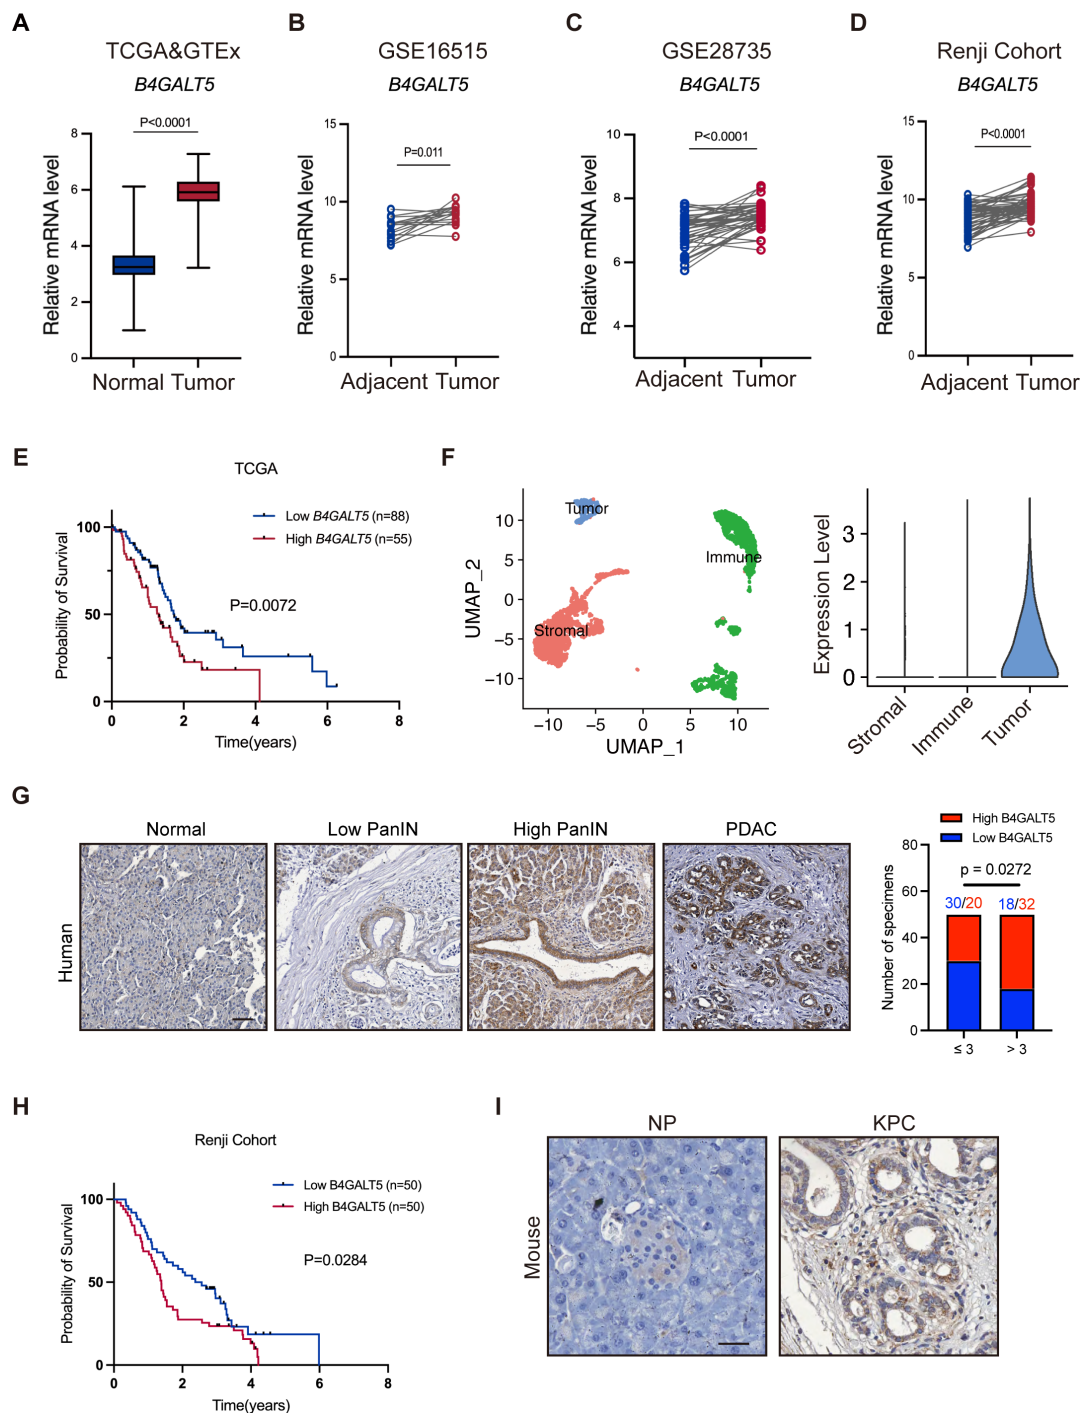 A
TCGA&GTEx
B4GALT5
P<0.0001
Relative mRNA level
8
6
4
2
0
Normal Tumor
B
GSE16515
B4GALT5
P=0.011
Relative mRNA level
15
10
5
0
Adjacent Tumor
C
GSE28735
B4GALT5
P<0.0001
Relative mRNA level
10
8
6
4
Adjacent Tumor
D
Renji Cohort
B4GALT5
P<0.0001
Relative mRNA level
15
10
5
0
Adjacent Tumor
E
TCGA
Low B4GALT5 (n=88)
High B4GALT5 (n=55)
P=0.0072
Probability of Survival
100
50
0
0 2 4 6 8
Time(years)
F
Tumor
Immune
Stromal
UMAP_2
10
5
0
−5
−10
−10 −5 0 5 10
UMAP_1
Expression Level
3
2
1
0
Stromal
Immune
Tumor
G
Normal
Low PanIN
High PanIN
PDAC
Human
High B4GALT5
Low B4GALT5
p = 0.0272
30/20 18/32
Number of specimens
80
60
40
20
0
≤ 3 > 3
H
Renji Cohort
Low B4GALT5 (n=50)
High B4GALT5 (n=50)
P=0.0284
Probability of Survival
100
50
0
0 2 4 6 8
Time(years)
I
NP
KPC
Mouse